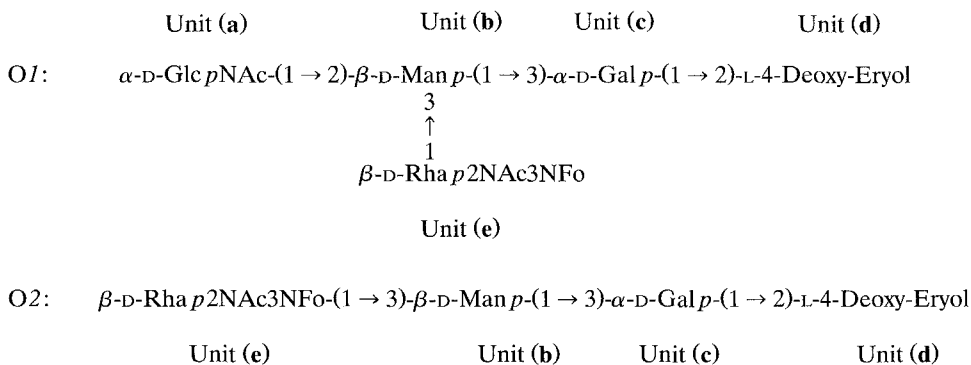 Unit (a) Unit (b) Unit (c) Unit (d)
O1: α-D-GlcpNAc-(1 → 2)-β-D-Manp-(1 → 3)-α-D-Galp-(1 → 2)-L-4-Deoxy-Eryol
3
↑
1
β-D-Rhap2NAc3NFo
Unit (e)
O2: β-D-Rhap2NAc3NFo-(1 → 3)-β-D-Manp-(1 → 3)-α-D-Galp-(1 → 2)-L-4-Deoxy-Eryol
Unit (e) Unit (b) Unit (c) Unit (d)